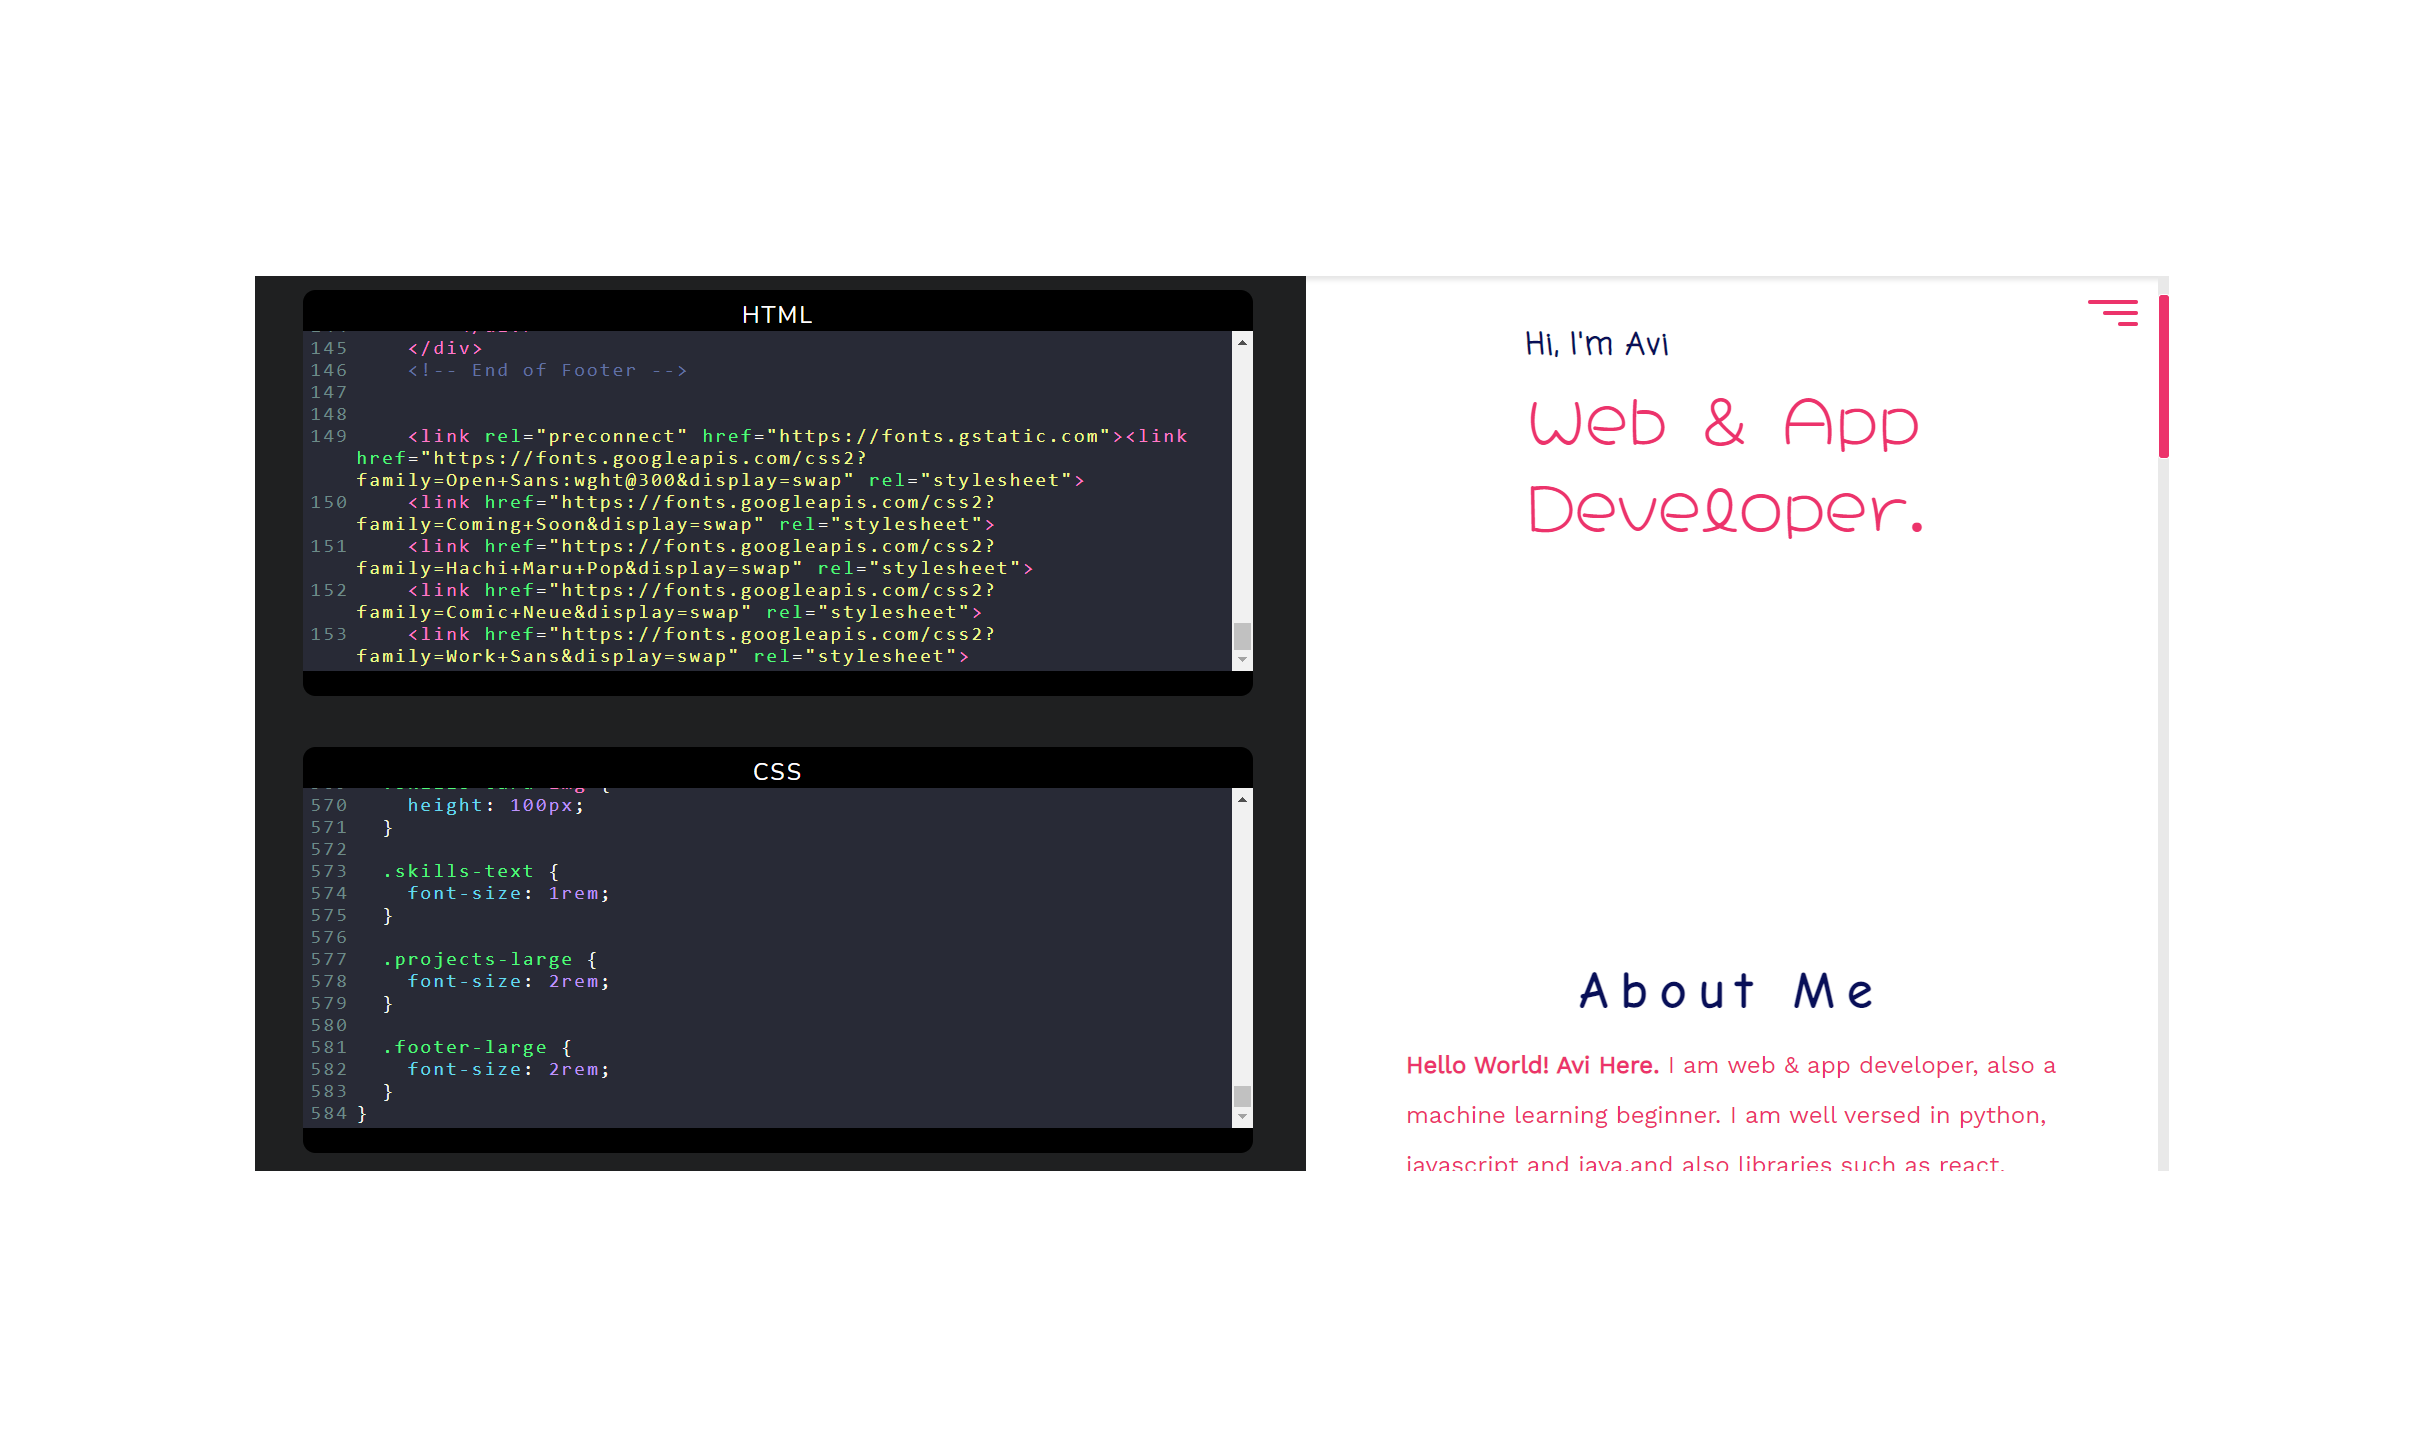 HTML
145 </div>
146 <!-- End of Footer -->
147
148
149 <link rel="preconnect" href="https://fonts.gstatic.com"><link
href="https://fonts.googleapis.com/css2?
family=Open+Sans:wght@300&display=swap" rel="stylesheet">
150 <link href="https://fonts.googleapis.com/css2?
family=Coming+Soon&display=swap" rel="stylesheet">
151 <link href="https://fonts.googleapis.com/css2?
family=Hachi+Maru+Pop&display=swap" rel="stylesheet">
152 <link href="https://fonts.googleapis.com/css2?
family=Comic+Neue&display=swap" rel="stylesheet">
153 <link href="https://fonts.googleapis.com/css2?
family=Work+Sans&display=swap" rel="stylesheet">
CSS
570 height: 100px;
571 }
572
573 .skills-text {
574 font-size: 1rem;
575 }
576
577 .projects-large {
578 font-size: 2rem;
579 }
580
581 .footer-large {
582 font-size: 2rem;
583 }
584 }
Hi, I'm Avi
Web & App
Developer.
About Me
Hello World! Avi Here. I am web & app developer, also a
machine learning beginner. I am well versed in python,
javascript and java,and also libraries such as react,